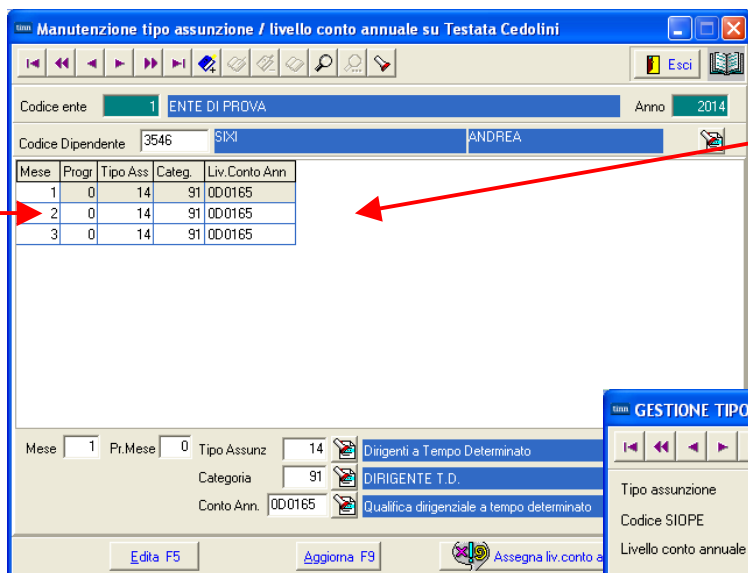 tinn Manutenzione tipo assunzione / livello conto annuale su Testata Cedolini
Esci
Codice ente 1 ENTE DI PROVA Anno 2014
Codice Dipendente 3546 SIXI ANDREA
Mese Progr Tipo Ass Categ. Liv.Conto Ann
1 0 14 91 0D0165
2 0 14 91 0D0165
3 0 14 91 0D0165
Mese 1 Pr.Mese 0 Tipo Assunz 14 Dirigenti a Tempo Determinato
Categoria 91 DIRIGENTE T.D.
Conto Ann. 0D0165 Qualifica dirigenziale a tempo determinato
Edita F5 Aggiorna F9 Assegna liv.conto a
tinn GESTIONE TIPO
Tipo assunzione
Codice SIOPE
Livello conto annuale